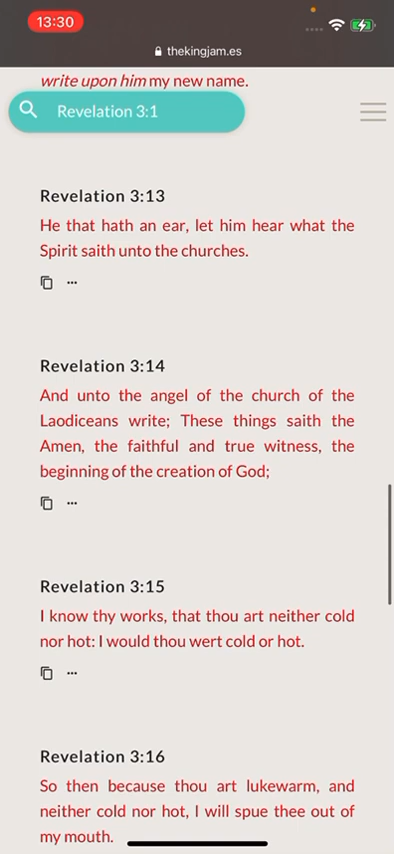 13:30
thekingjam.es
write upon him my new name.
Revelation 3:1
Revelation 3:13
He that hath an ear, let him hear what the
Spirit saith unto the churches.
Revelation 3:14
And unto the angel of the church of the
Laodiceans write; These things saith the
Amen, the faithful and true witness, the
beginning of the creation of God;
Revelation 3:15
I know thy works, that thou art neither cold
nor hot: I would thou wert cold or hot.
Revelation 3:16
So then because thou art lukewarm, and
neither cold nor hot, I will spue thee out of
my mouth.